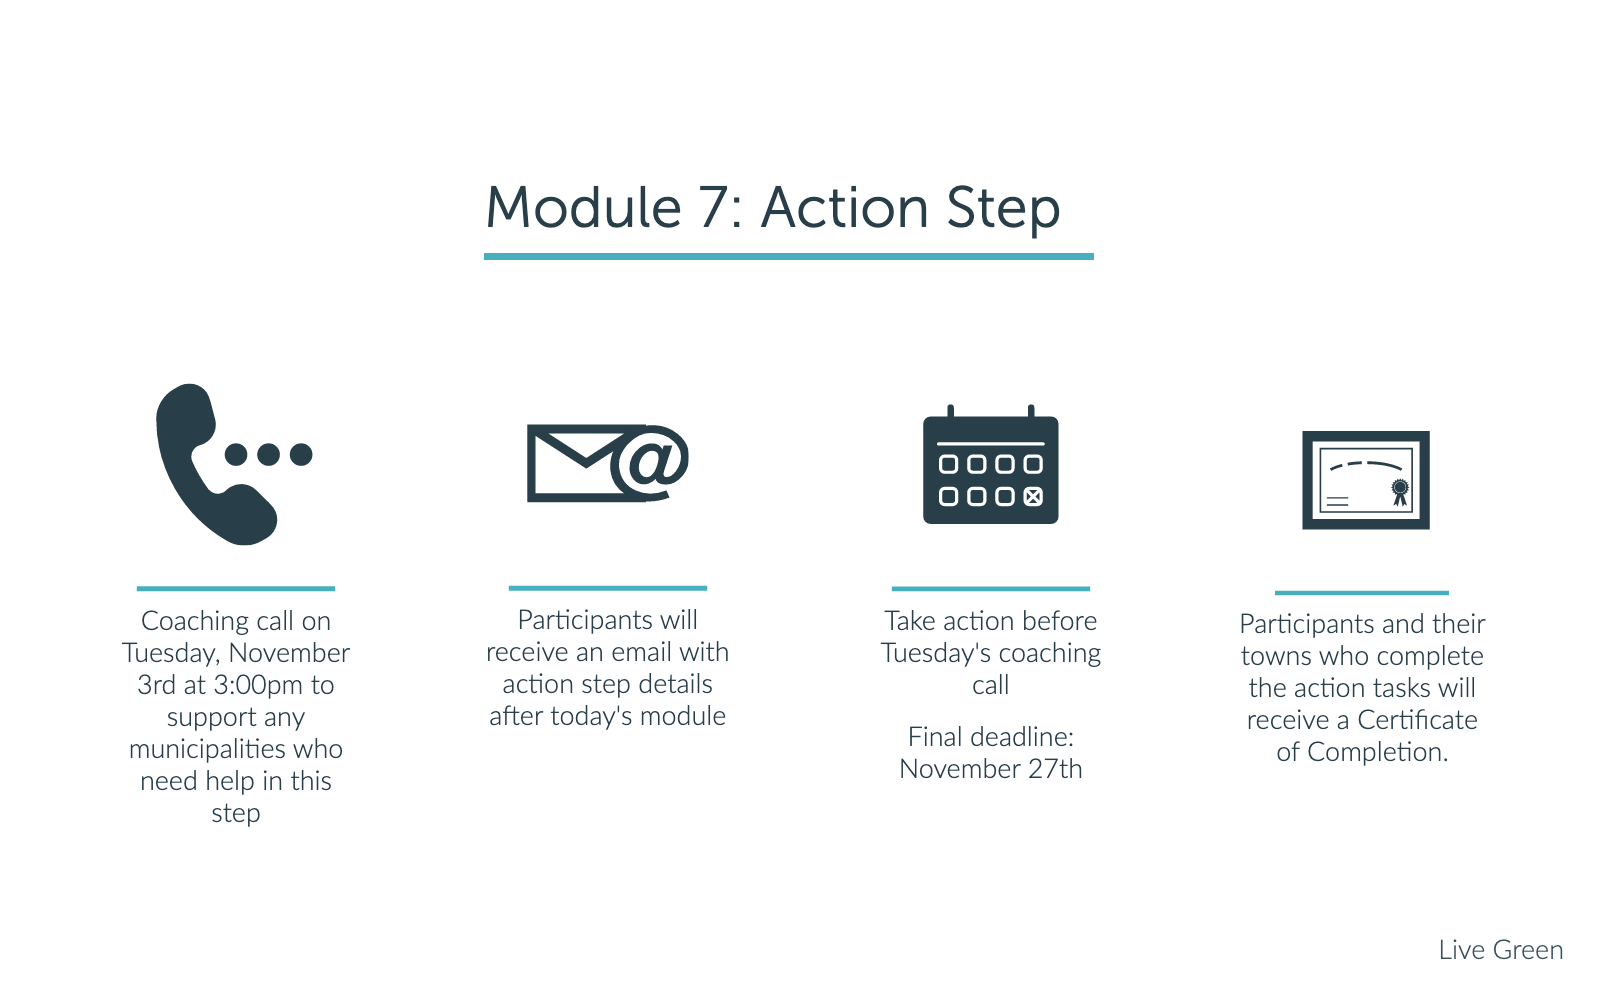 Module 7: Action Step
Coaching call on
Tuesday, November
3rd at 3:00pm to
support any
municipalities who
need help in this
step
Participants will
receive an email with
action step details
after today's module
Take action before
Tuesday's coaching
call
Final deadline:
November 27th
Participants and their
towns who complete
the action tasks will
receive a Certificate
of Completion.
Live Green